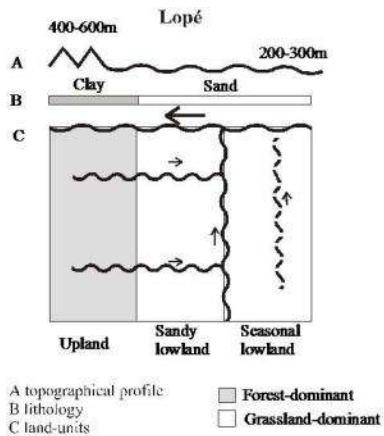 Lopé
400-600m
200-300m
A
Clay
Sand
B
C
Upland
Sandy lowland
Seasonal lowland
A topographical profile
B lithology
C land-units
Forest-dominant
Grassland-dominant